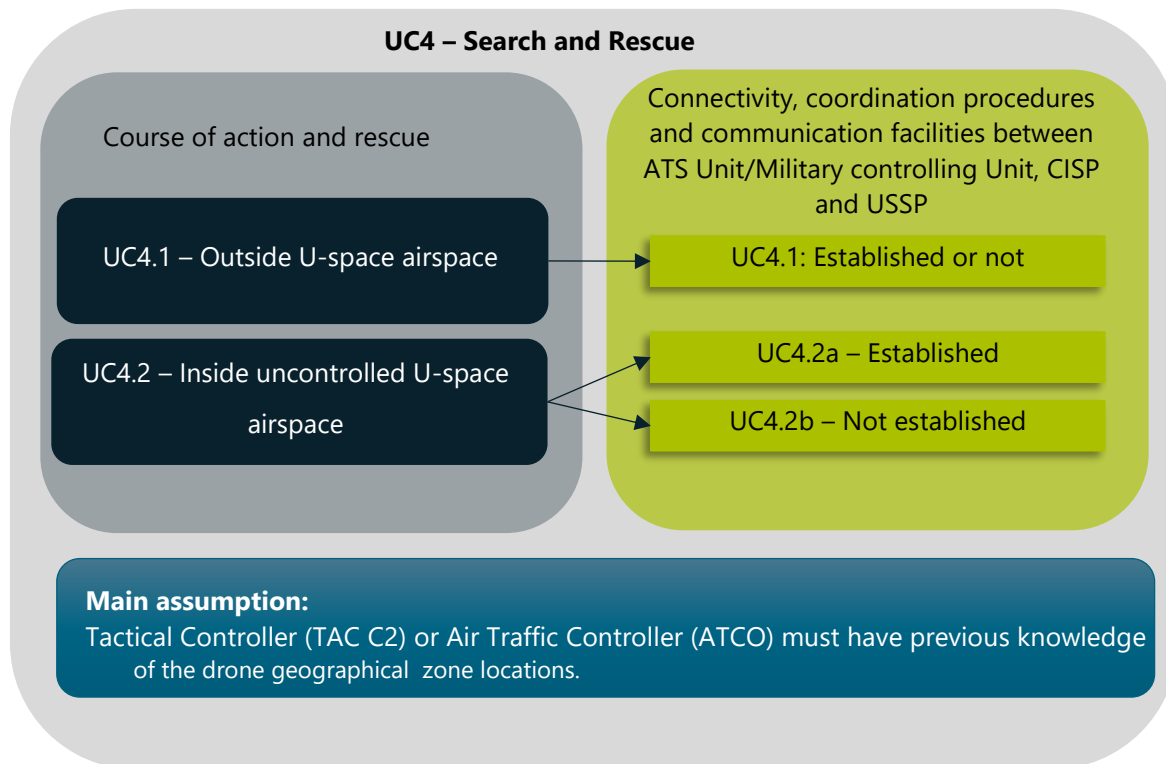 UC4 – Search and Rescue
Course of action and rescue
Connectivity, coordination procedures
and communication facilities between
ATS Unit/Military controlling Unit, CISP
and USSP
UC4.1 – Outside U-space airspace
UC4.1: Established or not
UC4.2 – Inside uncontrolled U-space
airspace
UC4.2a – Established
UC4.2b – Not established
Main assumption:
Tactical Controller (TAC C2) or Air Traffic Controller (ATCO) must have previous knowledge
of the drone geographical zone locations.